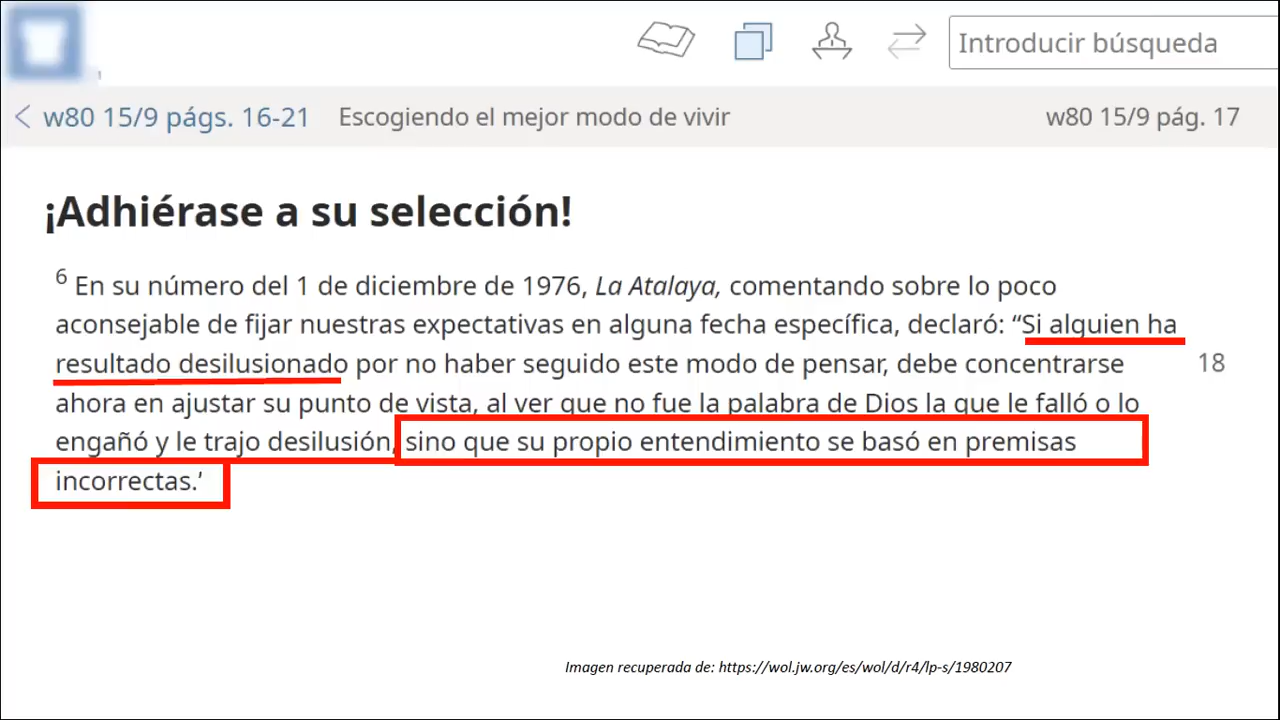 Introducir búsqueda
w80 15/9 págs. 16-21 Escogiendo el mejor modo de vivir w80 15/9 pág. 17
¡Adhiérase a su selección!
6 En su número del 1 de diciembre de 1976, La Atalaya, comentando sobre lo poco
aconsejable de fijar nuestras expectativas en alguna fecha específica, declaró: “Si alguien ha
resultado desilusionado por no haber seguido este modo de pensar, debe concentrarse
18
ahora en ajustar su punto de vista, al ver que no fue la palabra de Dios la que le falló o lo
engañó y le trajo desilusión, sino que su propio entendimiento se basó en premisas
incorrectas.’
Imagen recuperada de: https://wol.jw.org/es/wol/d/r4/lp-s/1980207